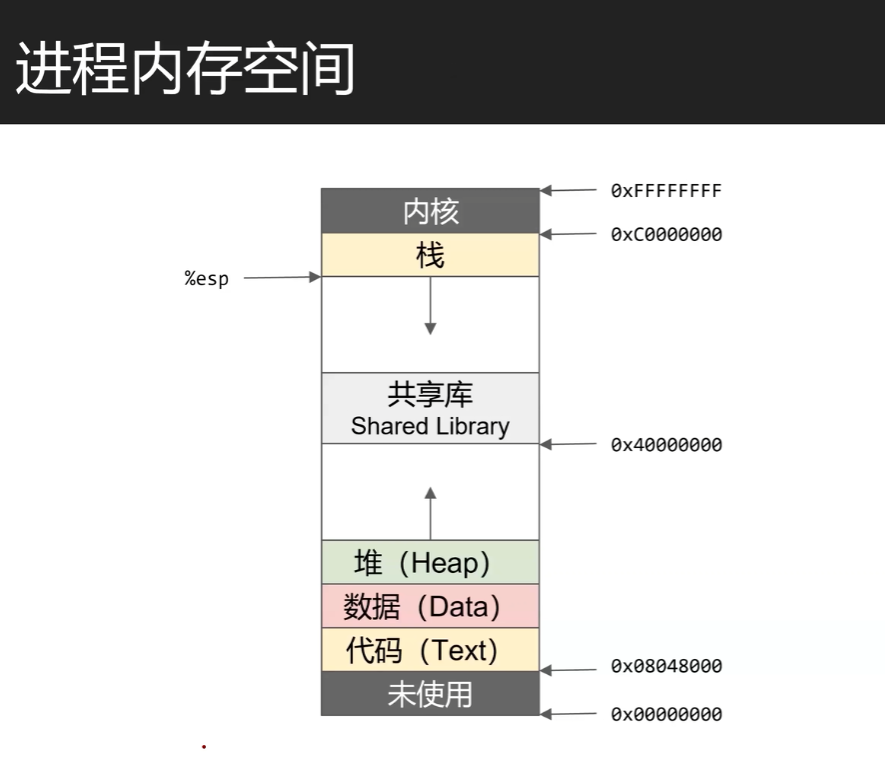 进程内存空间
0xFFFFFFFF
内核
0xC0000000
栈
%esp
共享库
Shared Library
0x40000000
堆（Heap）
数据（Data）
代码（Text）
0x08048000
未使用
0x00000000